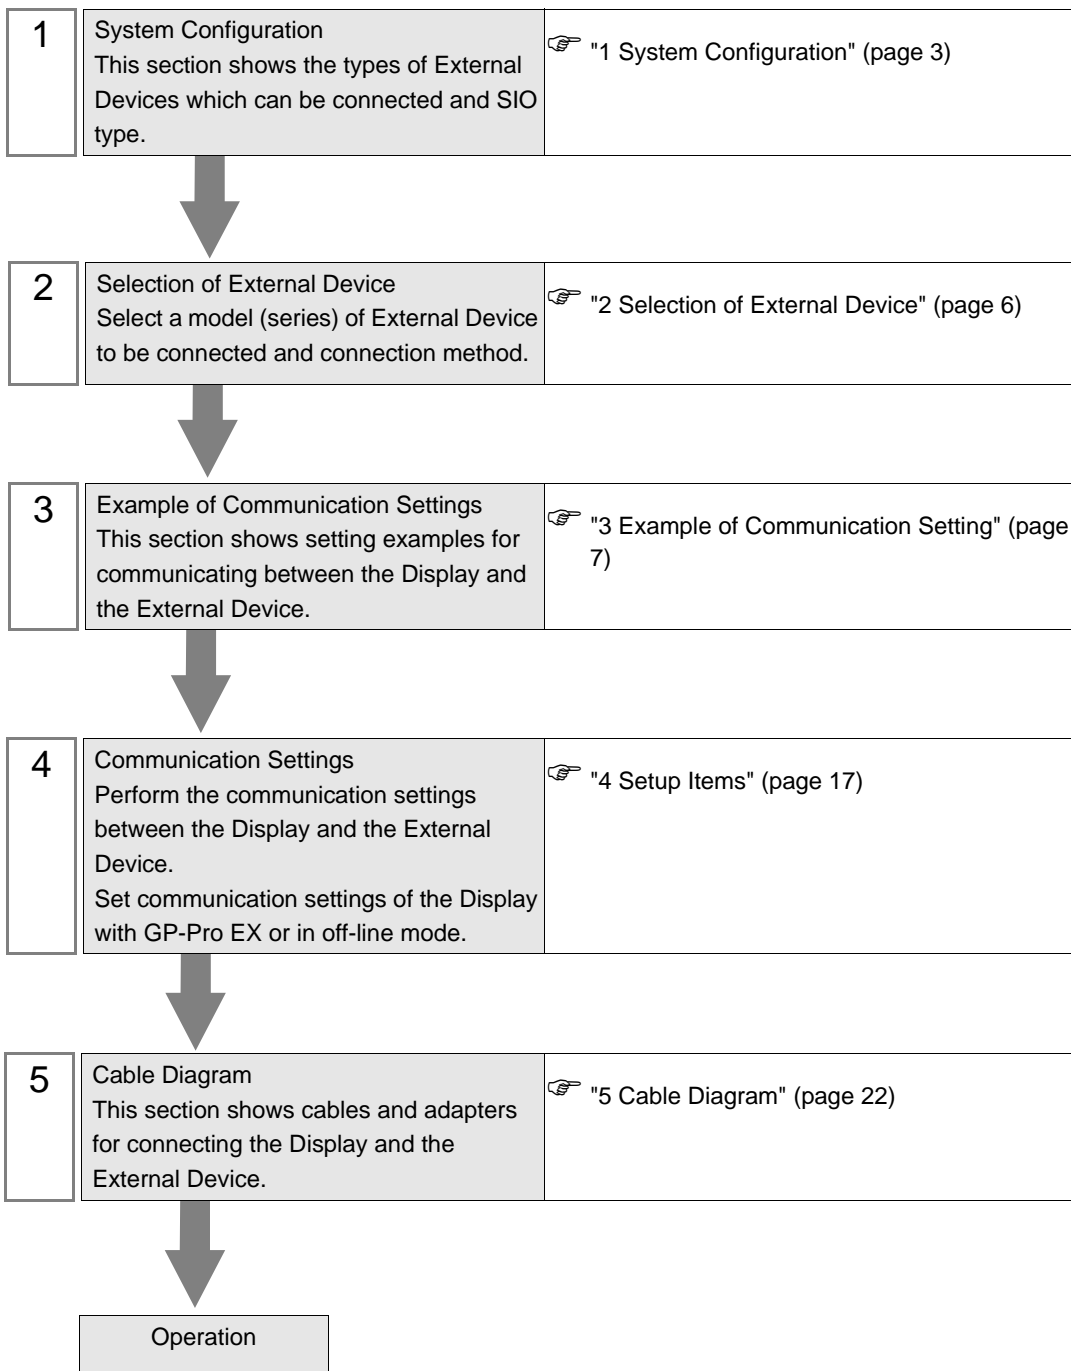 1
System Configuration
This section shows the types of External
Devices which can be connected and SIO
type.
"1 System Configuration" (page 3)
2
Selection of External Device
Select a model (series) of External Device
to be connected and connection method.
"2 Selection of External Device" (page 6)
3
Example of Communication Settings
This section shows setting examples for
communicating between the Display and
the External Device.
"3 Example of Communication Setting" (page
7)
4
Communication Settings
Perform the communication settings
between the Display and the External
Device.
Set communication settings of the Display
with GP-Pro EX or in off-line mode.
"4 Setup Items" (page 17)
5
Cable Diagram
This section shows cables and adapters
for connecting the Display and the
External Device.
"5 Cable Diagram" (page 22)
Operation